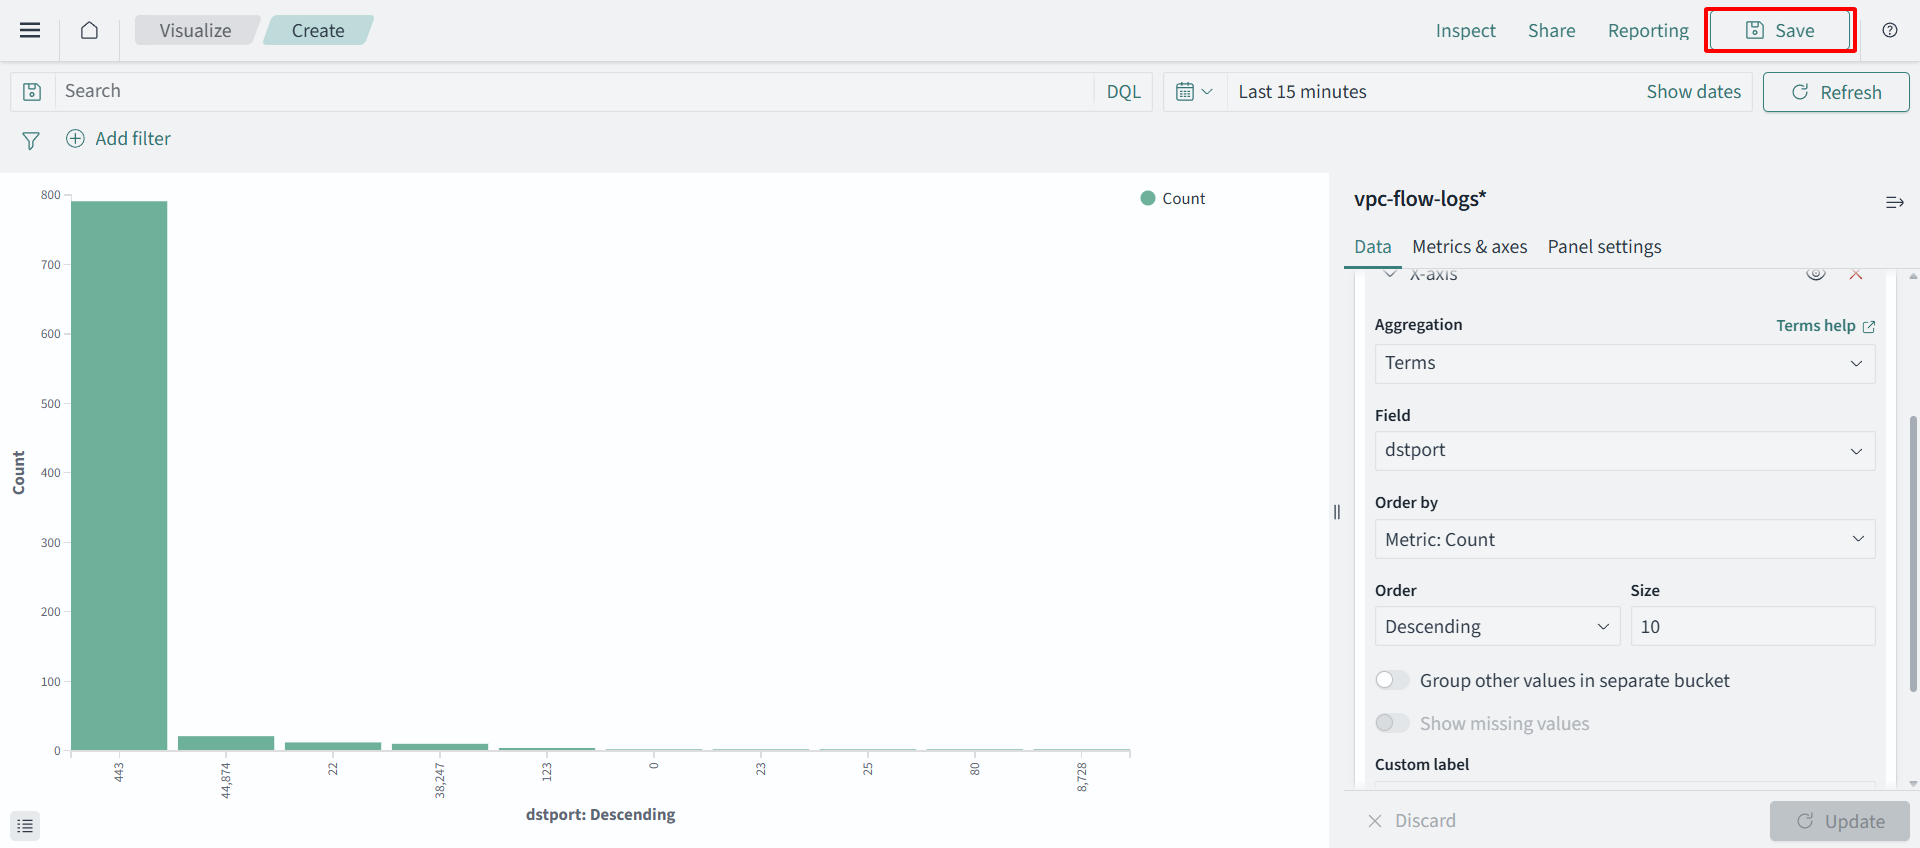 Visualize
Create
Inspect
Share
Reporting
Save
Search
DQL
Last 15 minutes
Show dates
Refresh
Add filter
800
700
600
500
400
300
200
100
0
Count
443
44,874
22
38,247
123
0
23
25
80
8,728
dstport: Descending
Count
vpc-flow-logs*
Data
Metrics & axes
Panel settings
X-axis
Aggregation
Terms help
Terms
Field
dstport
Order by
Metric: Count
Order
Size
Descending
10
Group other values in separate bucket
Show missing values
Custom label
Discard
Update